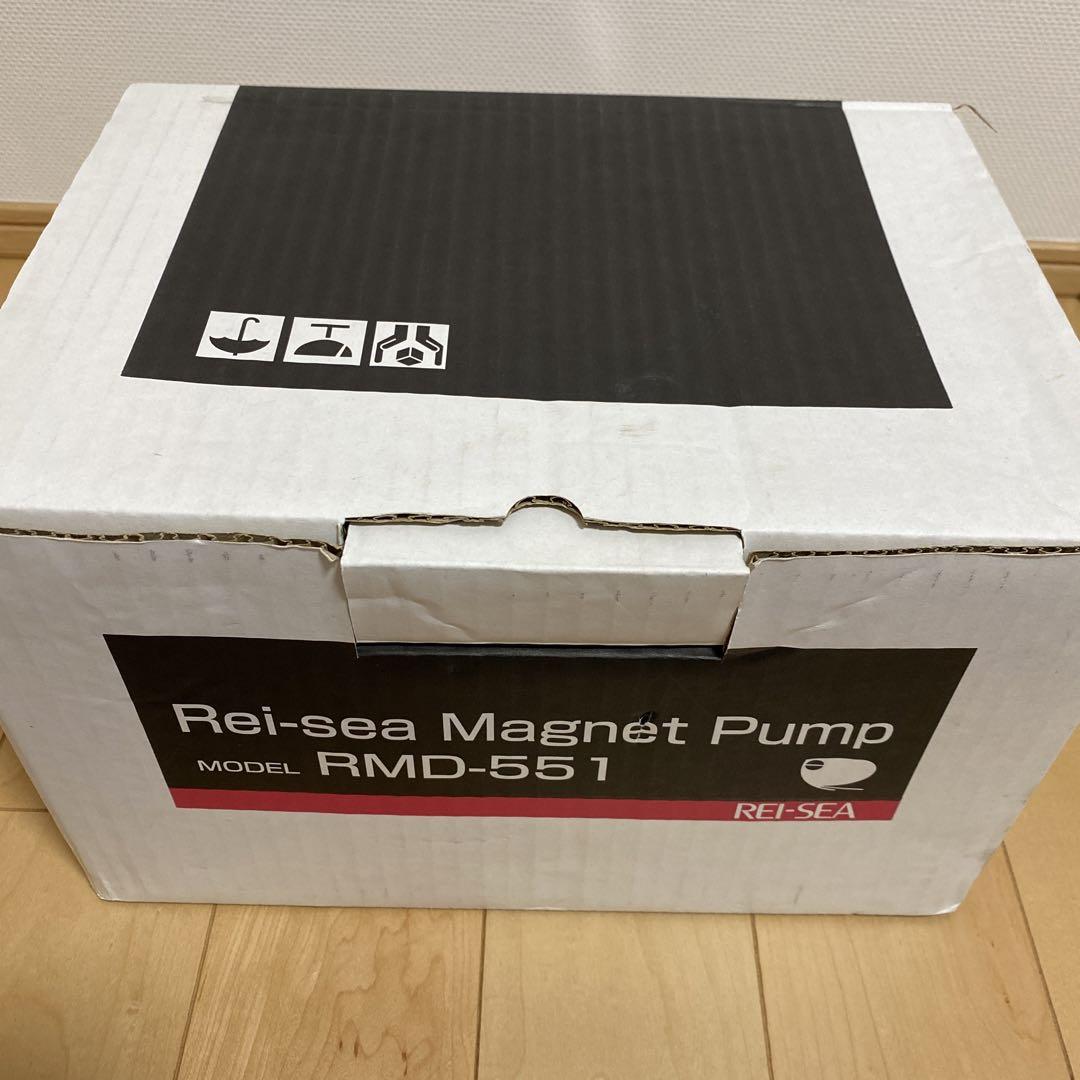 Rei-sea Magnet Pump
MODEL RMD-551
REI-SEA